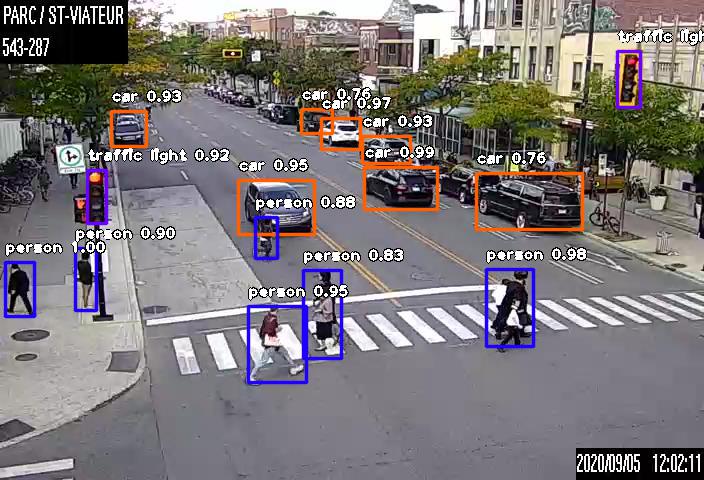 PARC / ST-VIATEUR
543-287
traffic ligh
car 0.93
car 0.76
car 0.97
car 0.93
car 0.99
traffic light 0.92
car 0.95
car 0.76
person 0.88
person 0.90
person 1.00
person 0.83
person 0.98
person 0.95
2020/09/05 12:02:11